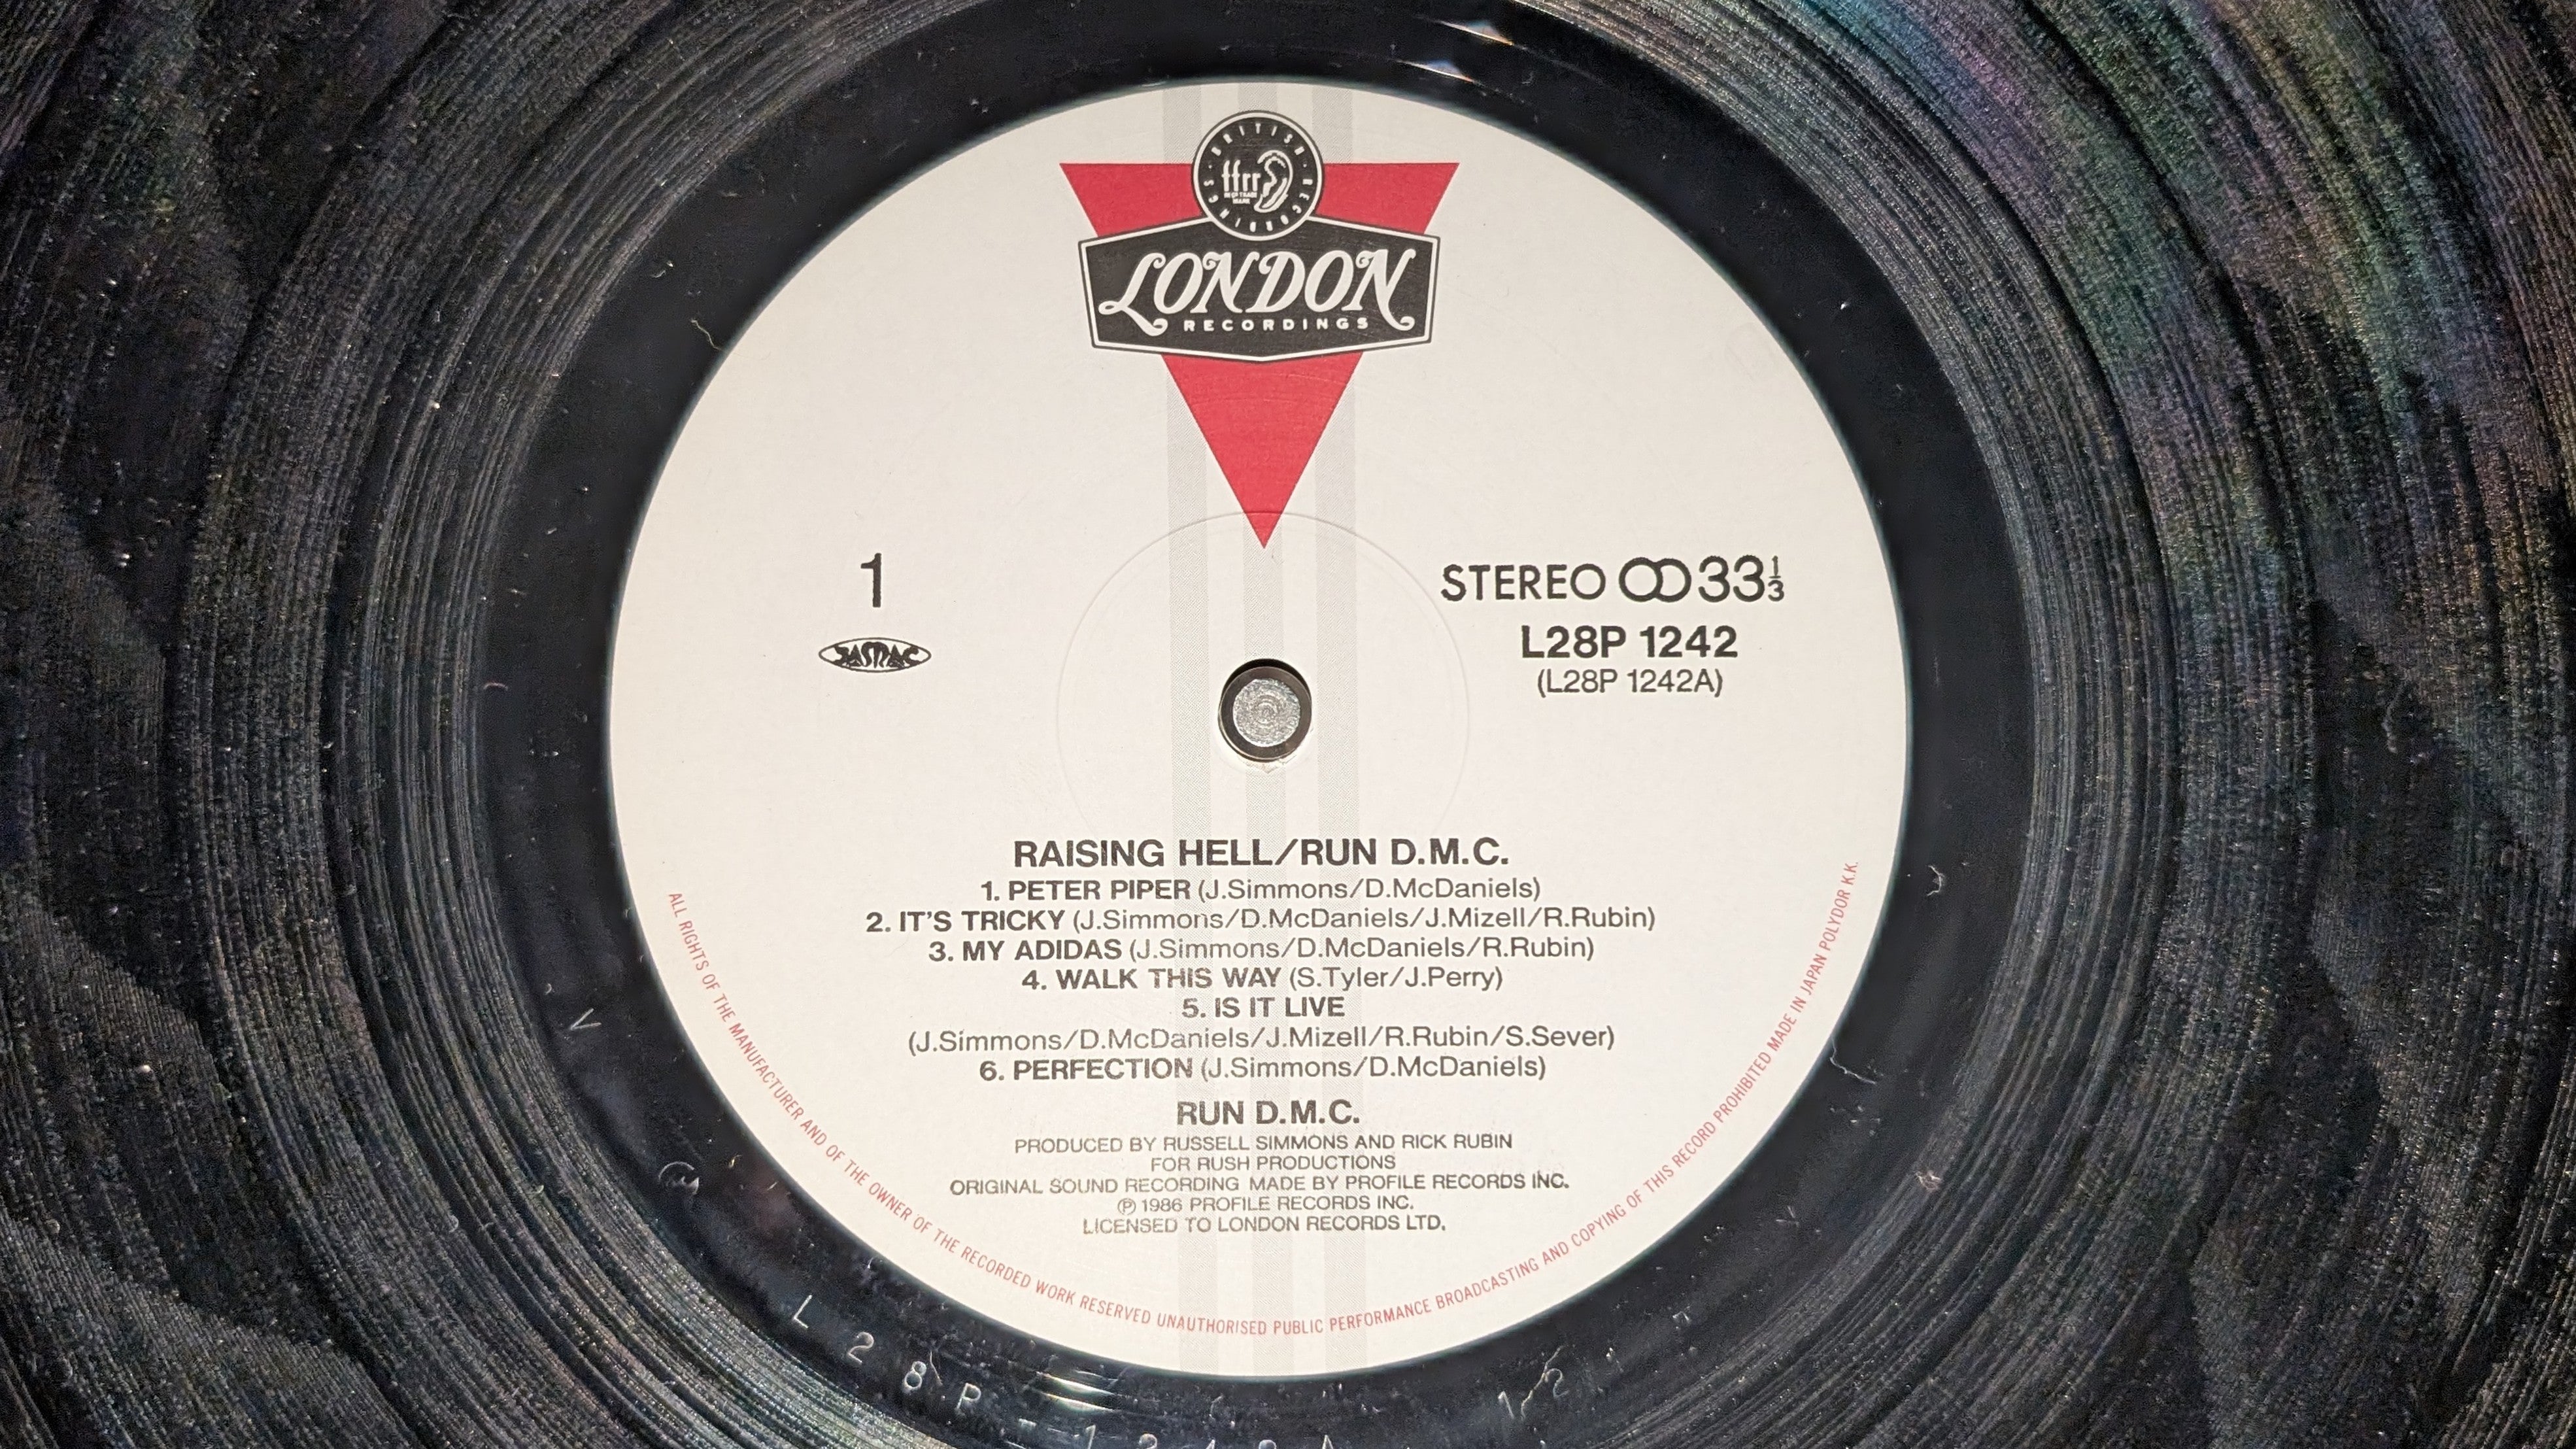 BRITISH · RECORDINGS ·
ffrr
LONDON
RECORDINGS
1
JASRAC
STEREO 33⅓
L28P 1242
(L28P 1242A)
RAISING HELL/RUN D.M.C.
1. PETER PIPER (J.Simmons/D.McDaniels)
2. IT'S TRICKY (J.Simmons/D.McDaniels/J.Mizell/R.Rubin)
3. MY ADIDAS (J.Simmons/D.McDaniels/R.Rubin)
4. WALK THIS WAY (S.Tyler/J.Perry)
5. IS IT LIVE
(J.Simmons/D.McDaniels/J.Mizell/R.Rubin/S.Sever)
6. PERFECTION (J.Simmons/D.McDaniels)
RUN D.M.C.
PRODUCED BY RUSSELL SIMMONS AND RICK RUBIN
FOR RUSH PRODUCTIONS
ORIGINAL SOUND RECORDING MADE BY PROFILE RECORDS INC.
℗ 1986 PROFILE RECORDS INC.
LICENSED TO LONDON RECORDS LTD.
ALL RIGHTS OF THE MANUFACTURER AND OF THE OWNER OF THE RECORDED WORK RESERVED UNAUTHORISED PUBLIC PERFORMANCE BROADCASTING AND COPYING OF THIS RECORD PROHIBITED MADE IN JAPAN POLYDOR K.K.
L28P-1242A